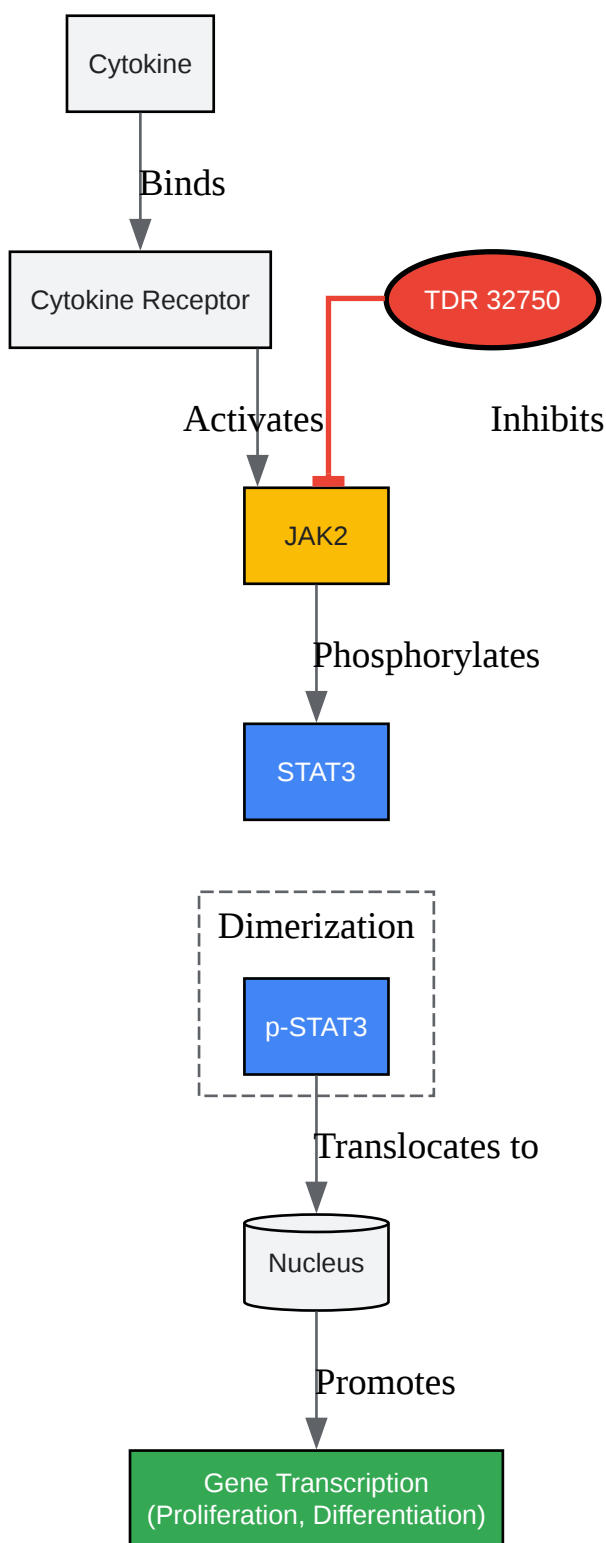 Cytokine
Binds
Cytokine Receptor
TDR 32750
Activates
Inhibits
JAK2
Phosphorylates
STAT3
Dimerization
p-STAT3
Translocates to
Nucleus
Promotes
Gene Transcription
(Proliferation, Differentiation)